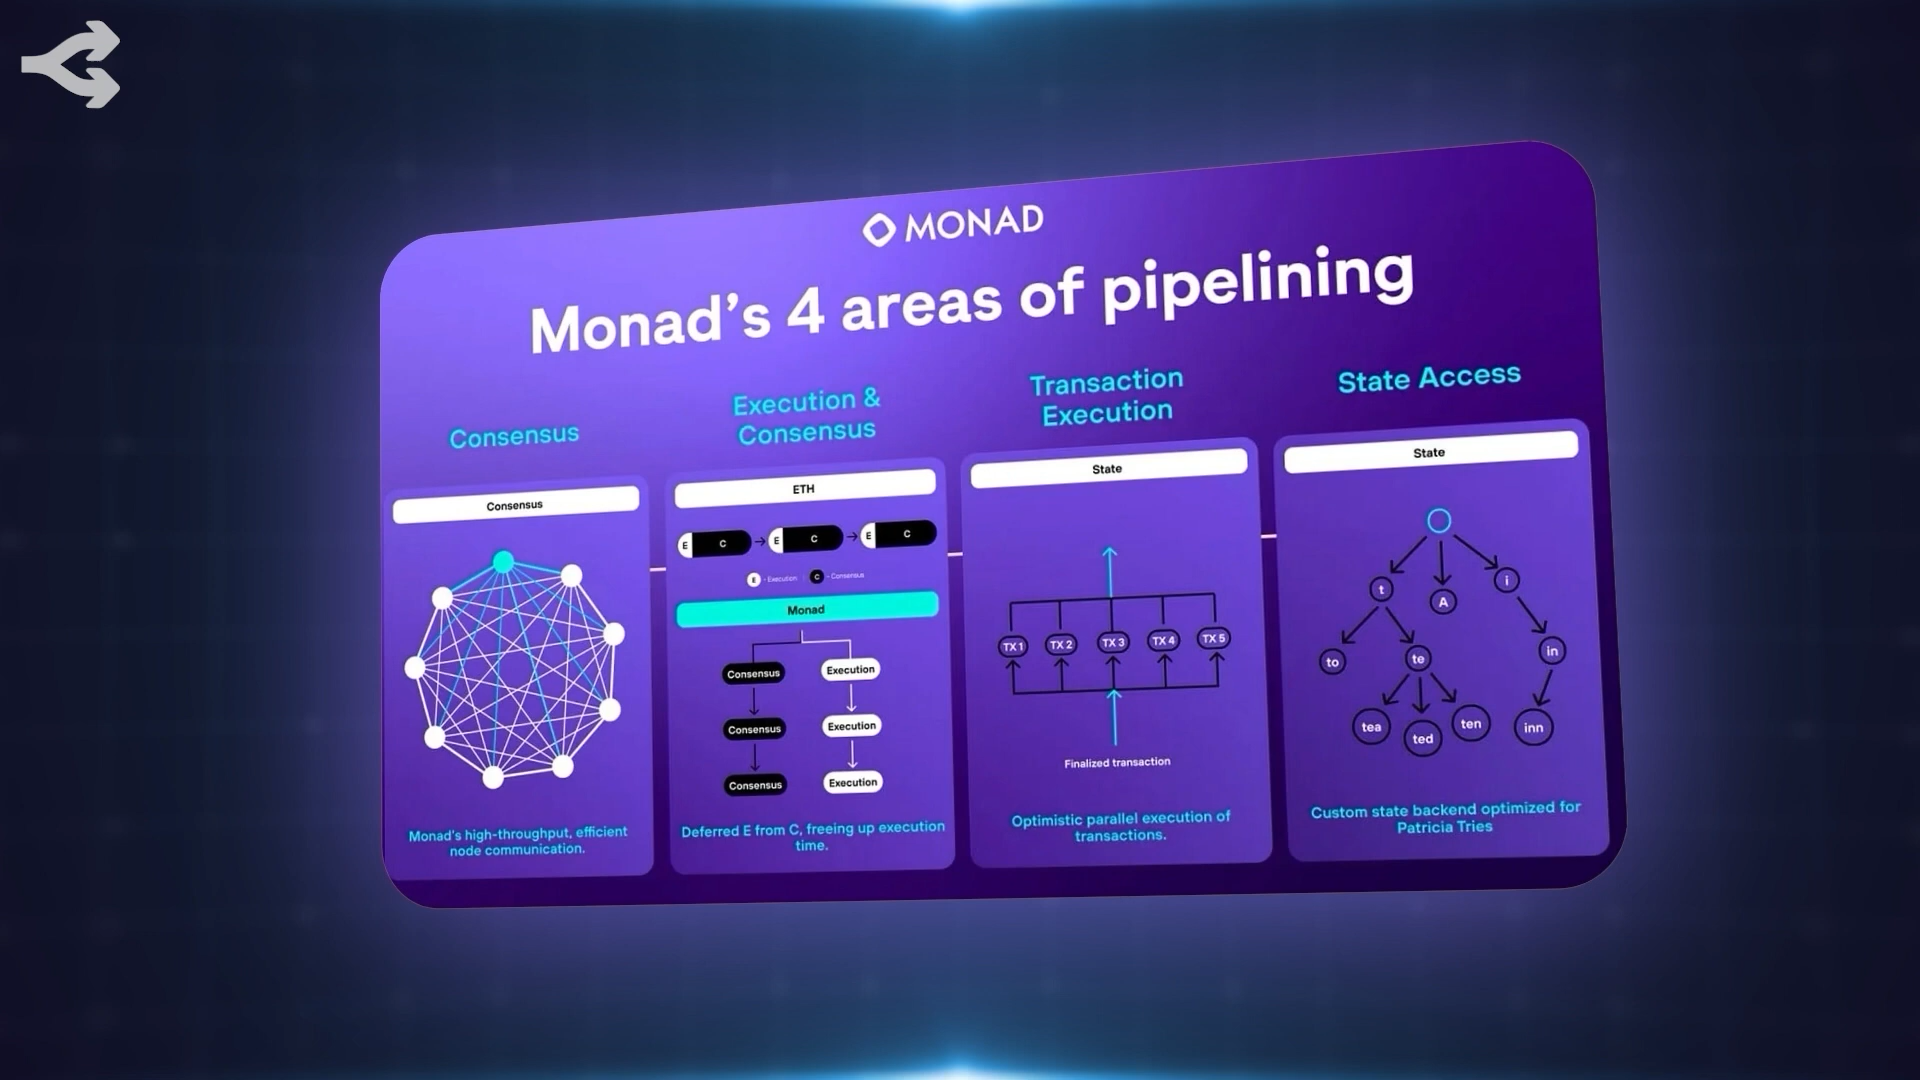 MONAD
Monad's 4 areas of pipelining
Consensus
Consensus
Monad's high-throughput, efficient
node communication.
Execution &
Consensus
ETH
E C E C E C
E - Execution C - Consensus
Monad
Consensus Execution
Consensus Execution
Consensus Execution
Deferred E from C, freeing up execution
time.
Transaction
Execution
State
TX 1 TX 2 TX 3 TX 4 TX 5
Finalized transaction
Optimistic parallel execution of
transactions.
State Access
State
t A i
to te in
tea ted ten inn
Custom state backend optimized for
Patricia Tries